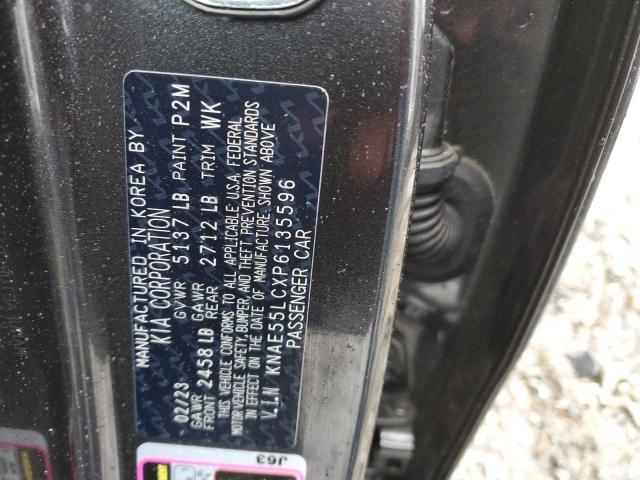 MANUFACTURED IN KOREA BY
KIA CORPORATION
02/23 GVWR 5137 LB PAINT P2M
GAWR FRONT 2458 LB GAWR REAR 2712 LB TRIM WK
THIS VEHICLE CONFORMS TO ALL APPLICABLE U.S.A. FEDERAL
MOTOR VEHICLE SAFETY, BUMPER, AND THEFT PREVENTION STANDARDS
IN EFFECT ON THE DATE OF MANUFACTURE SHOWN ABOVE
V.I.N KNAE55LCXP6135596
PASSENGER CAR
J63